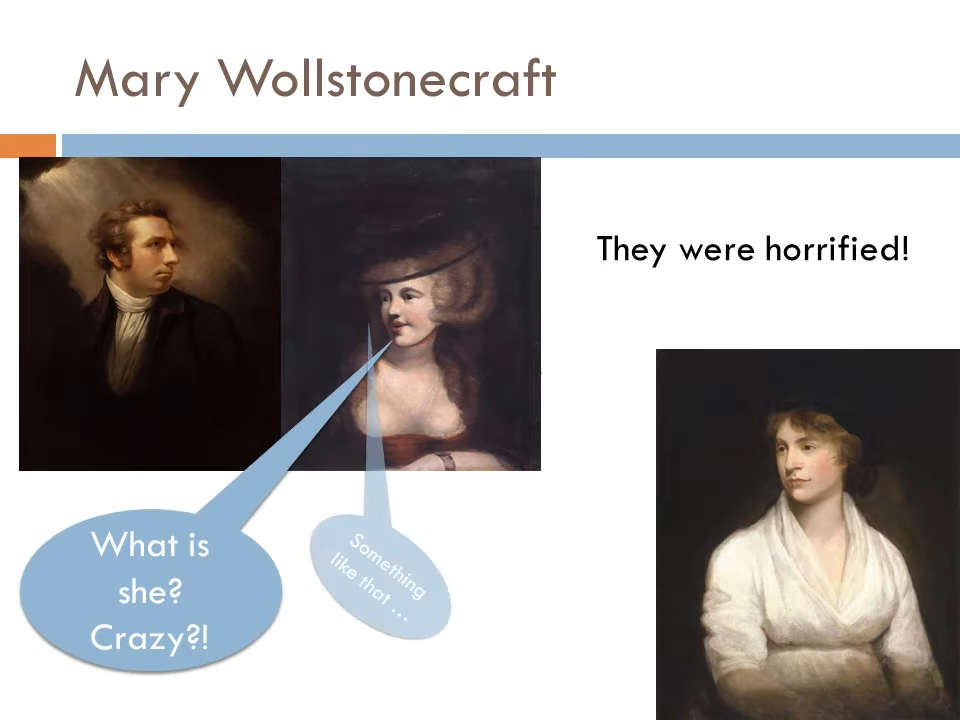 Mary Wollstonecraft
They were horrified!
What is
she?
Crazy?!
Something
like that …